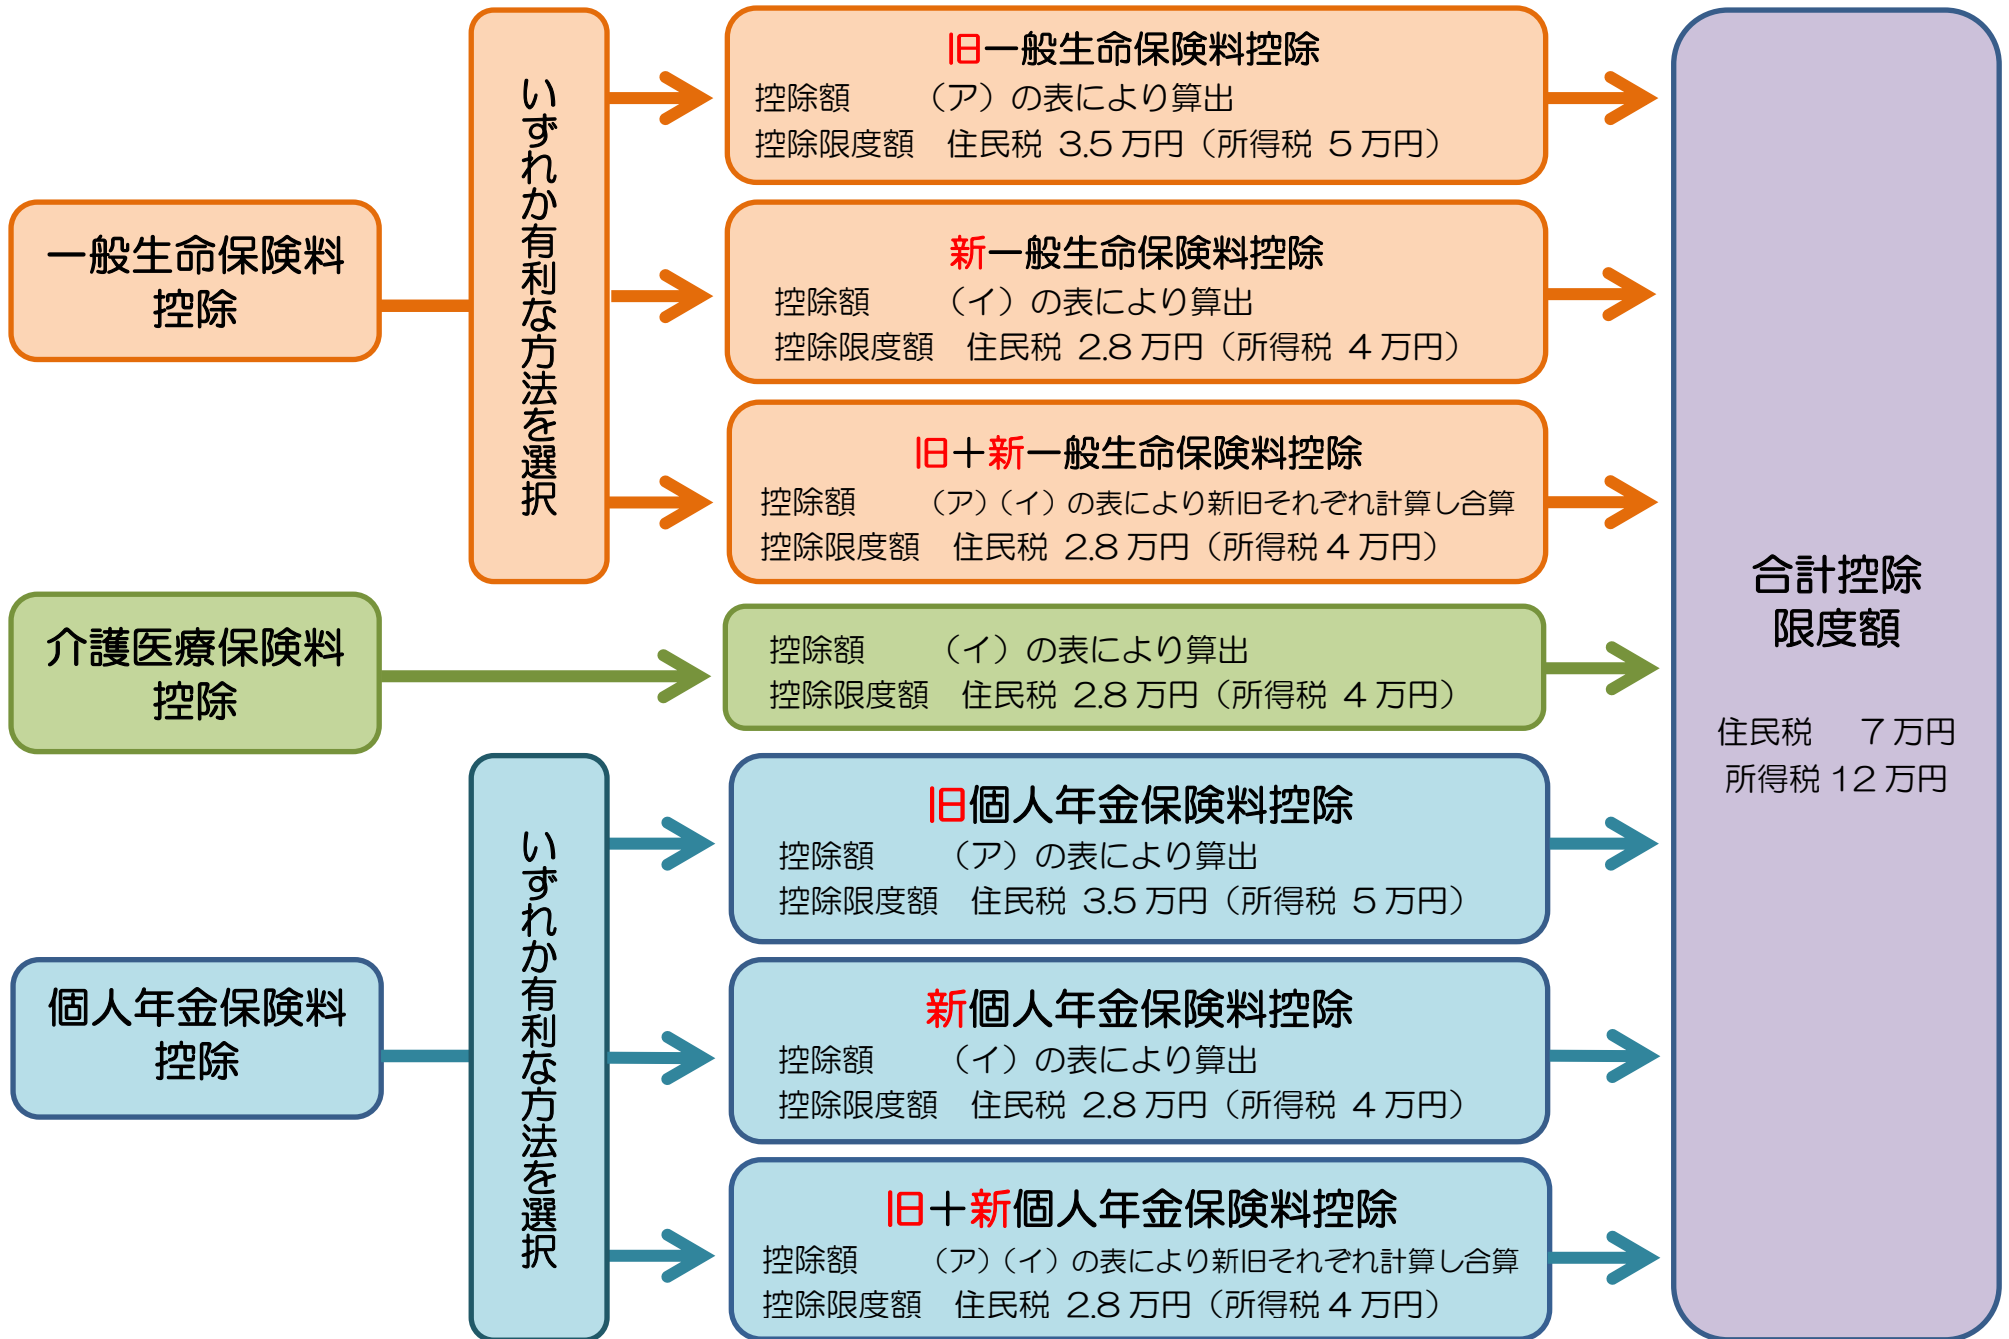 一般生命保険料
控除
いずれか有利な方法を選択
旧一般生命保険料控除
控除額 （ア）の表により算出
控除限度額 住民税 3.5万円（所得税 5万円）
新一般生命保険料控除
控除額 （イ）の表により算出
控除限度額 住民税 2.8万円（所得税 4万円）
旧＋新一般生命保険料控除
控除額 （ア）（イ）の表により新旧それぞれ計算し合算
控除限度額 住民税 2.8万円（所得税4万円）
介護医療保険料
控除
控除額 （イ）の表により算出
控除限度額 住民税 2.8万円（所得税 4万円）
個人年金保険料
控除
いずれか有利な方法を選択
旧個人年金保険料控除
控除額 （ア）の表により算出
控除限度額 住民税 3.5万円（所得税 5万円）
新個人年金保険料控除
控除額 （イ）の表により算出
控除限度額 住民税 2.8万円（所得税 4万円）
旧＋新個人年金保険料控除
控除額 （ア）（イ）の表により新旧それぞれ計算し合算
控除限度額 住民税 2.8万円（所得税4万円）
合計控除
限度額
住民税 7万円
所得税12万円